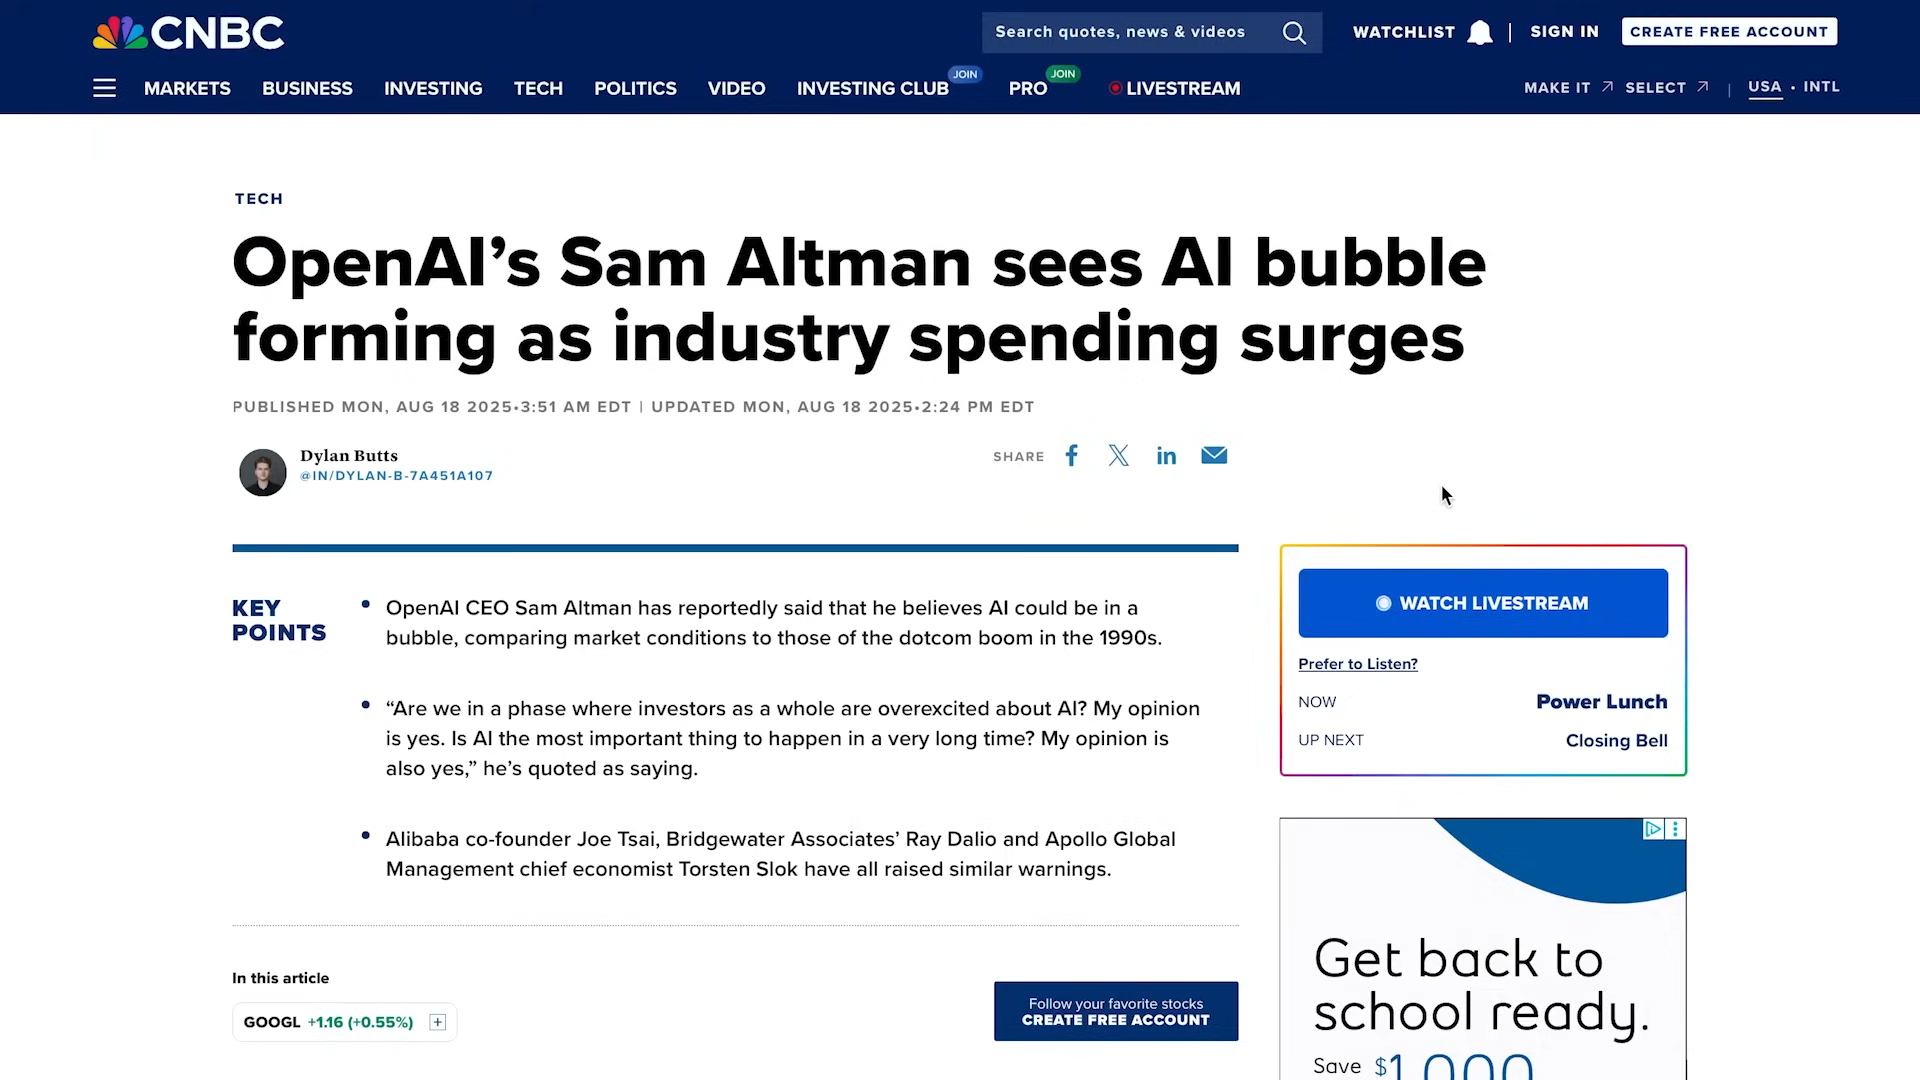 CNBC
Search quotes, news & videos
WATCHLIST
SIGN IN
CREATE FREE ACCOUNT
MARKETS
BUSINESS
INVESTING
TECH
POLITICS
VIDEO
INVESTING CLUB
JOIN
PRO
JOIN
LIVESTREAM
MAKE IT
SELECT
USA • INTL
TECH
OpenAI’s Sam Altman sees AI bubble
forming as industry spending surges
PUBLISHED MON, AUG 18 2025•3:51 AM EDT | UPDATED MON, AUG 18 2025•2:24 PM EDT
Dylan Butts
@IN/DYLAN-B-7A451A107
SHARE
KEY
POINTS
• OpenAI CEO Sam Altman has reportedly said that he believes AI could be in a
bubble, comparing market conditions to those of the dotcom boom in the 1990s.
• “Are we in a phase where investors as a whole are overexcited about AI? My opinion
is yes. Is AI the most important thing to happen in a very long time? My opinion is
also yes,” he’s quoted as saying.
• Alibaba co-founder Joe Tsai, Bridgewater Associates’ Ray Dalio and Apollo Global
Management chief economist Torsten Slok have all raised similar warnings.
In this article
GOOGL +1.16 (+0.55%)
Follow your favorite stocks
CREATE FREE ACCOUNT
WATCH LIVESTREAM
Prefer to Listen?
NOW
Power Lunch
UP NEXT
Closing Bell
Get back to
school ready.
Save $1,000